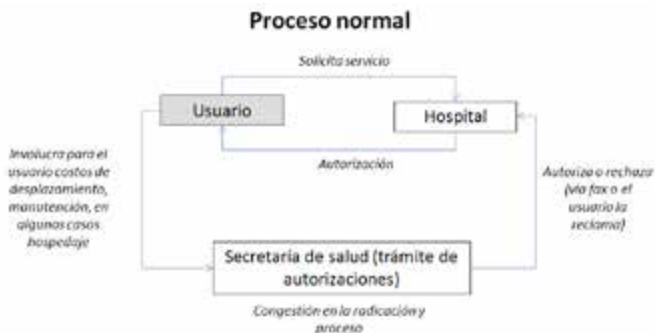 Proceso normal
Solicita servicio
Usuario
Hospital
Autorización
Involucra para el
usuario costos de
desplazamiento,
manutención, en
algunos casos
hospedaje
Autoriza o rechaza
(vía fax o el
usuario la
reclama)
Secretaría de salud (trámite de
autorizaciones)
Congestión en la radicación y
proceso